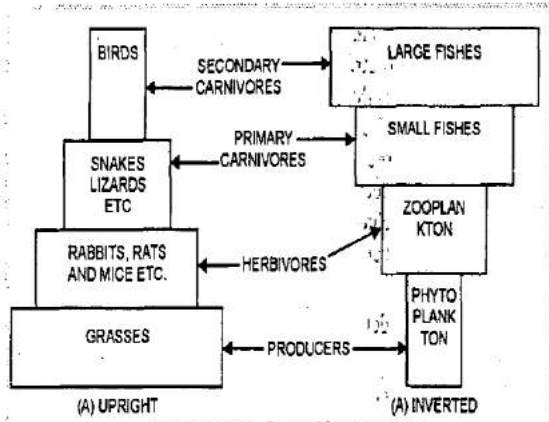 BIRDS
SECONDARY
CARNIVORES
LARGE FISHES
PRIMARY
CARNIVORES
SMALL FISHES
SNAKES
LIZARDS
ETC
ZOOPLAN
KTON
RABBITS, RATS
AND MICE ETC.
HERBIVORES
GRASSES
PRODUCERS
PHYTO
PLANK
TON
(A) UPRIGHT
(A) INVERTED